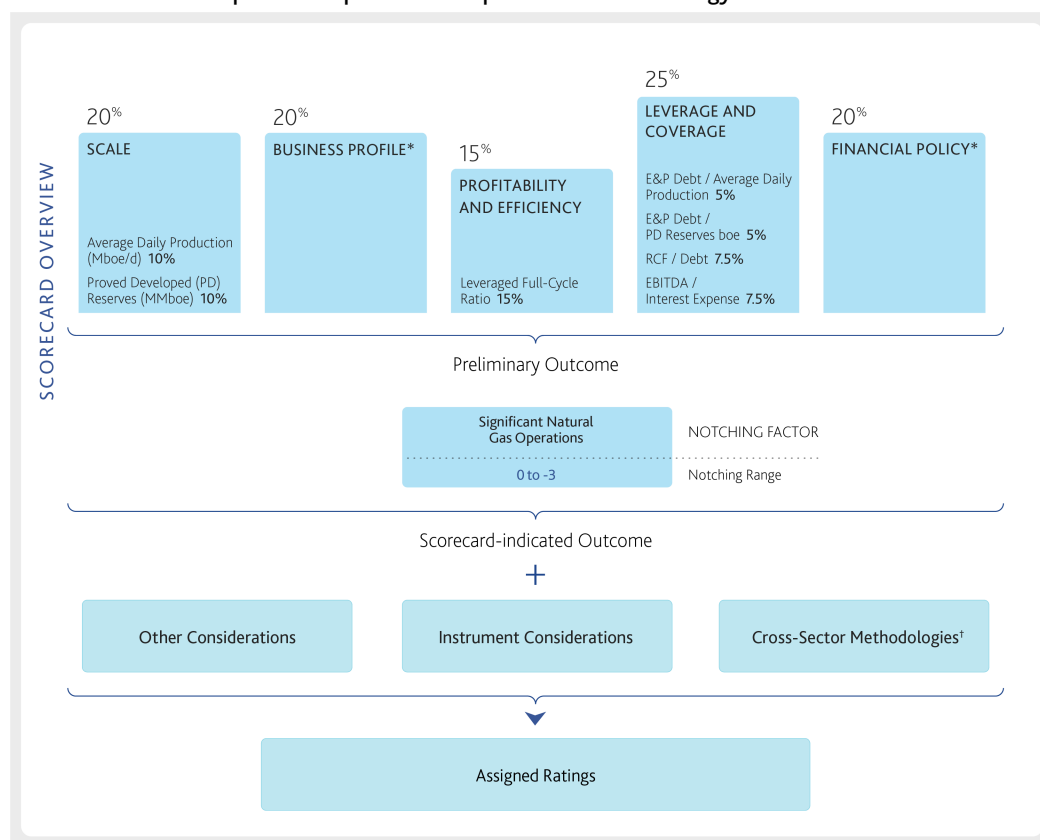 SCORECARD OVERVIEW
20%
SCALE
Average Daily Production
(Mboe/d) 10%
Proved Developed (PD)
Reserves (MMboe) 10%
20%
BUSINESS PROFILE*
15%
PROFITABILITY
AND EFFICIENCY
Leveraged Full-Cycle
Ratio 15%
25%
LEVERAGE AND
COVERAGE
E&P Debt / Average Daily
Production 5%
E&P Debt /
PD Reserves boe 5%
RCF / Debt 7.5%
EBITDA /
Interest Expense 7.5%
20%
FINANCIAL POLICY*
Preliminary Outcome
Significant Natural
Gas Operations
NOTCHING FACTOR
0 to -3
Notching Range
Scorecard-indicated Outcome
+
Other Considerations
Instrument Considerations
Cross-Sector Methodologies†
Assigned Ratings